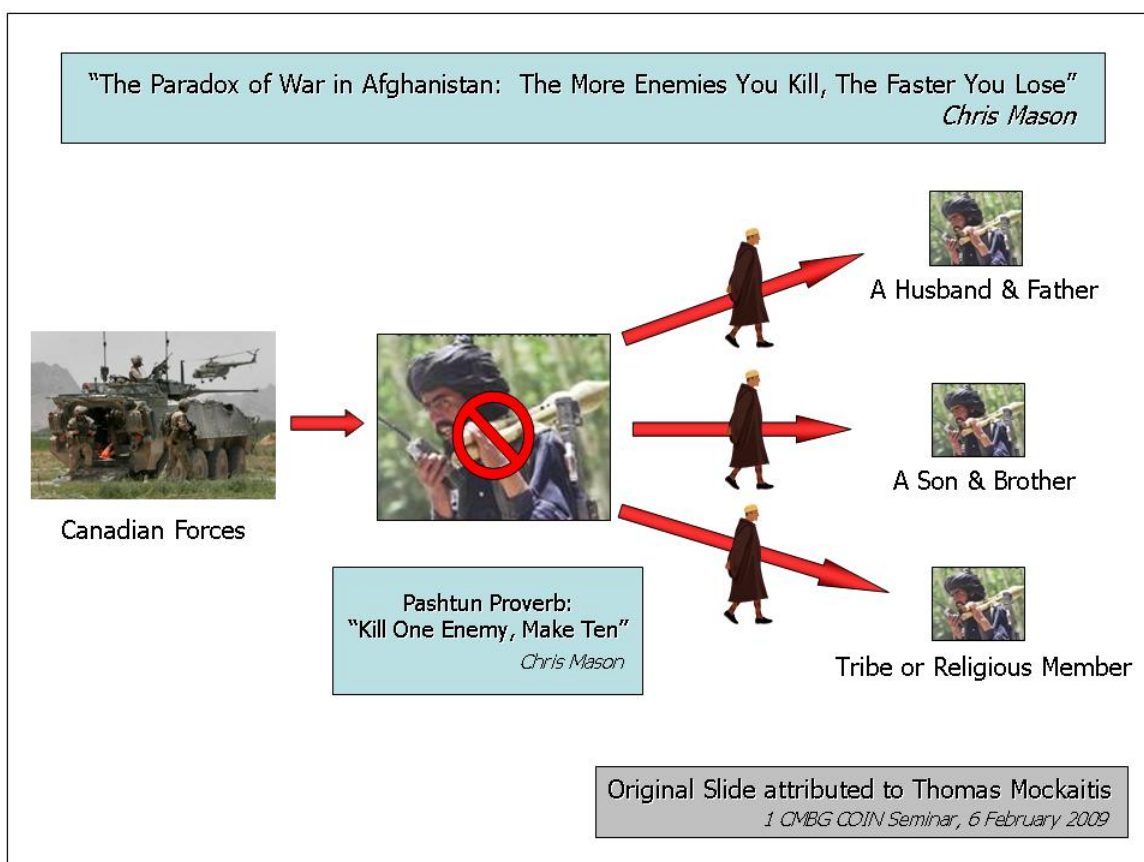 “The Paradox of War in Afghanistan:  The More Enemies You Kill, The Faster You Lose”
Chris Mason
A Husband & Father
Canadian Forces
A Son & Brother
Pashtun Proverb:
“Kill One Enemy, Make Ten”
Chris Mason
Tribe or Religious Member
Original Slide attributed to Thomas Mockaitis
1 CMBG COIN Seminar, 6 February 2009